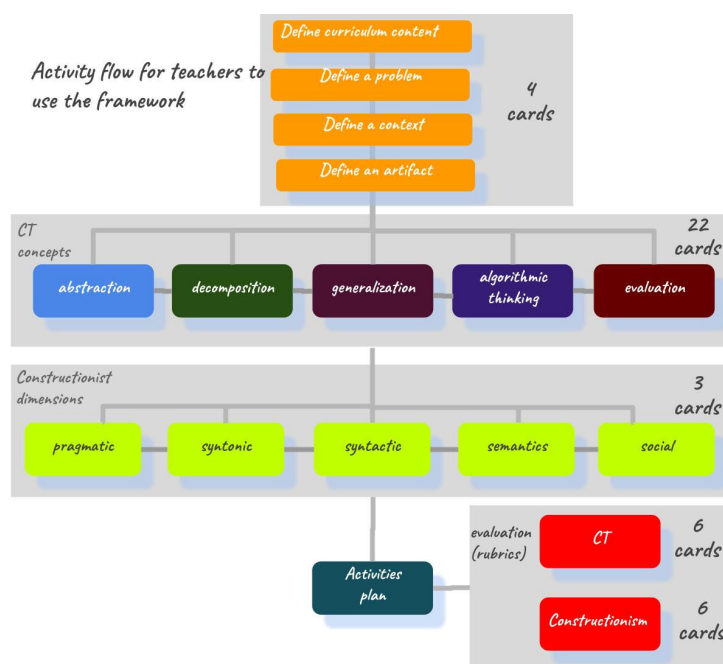 Define curriculum content
Activity flow for teachers to
use the framework
Define a problem
Define a context
Define an artifact
4
cards
CT
concepts
22
cards
abstraction
decomposition
generalization
algorithmic
thinking
evaluation
Constructionist
dimensions
3
cards
pragmatic
syntonic
syntactic
semantics
social
Activities
plan
evaluation
(rubrics)
CT
6
cards
Constructionism
6
cards